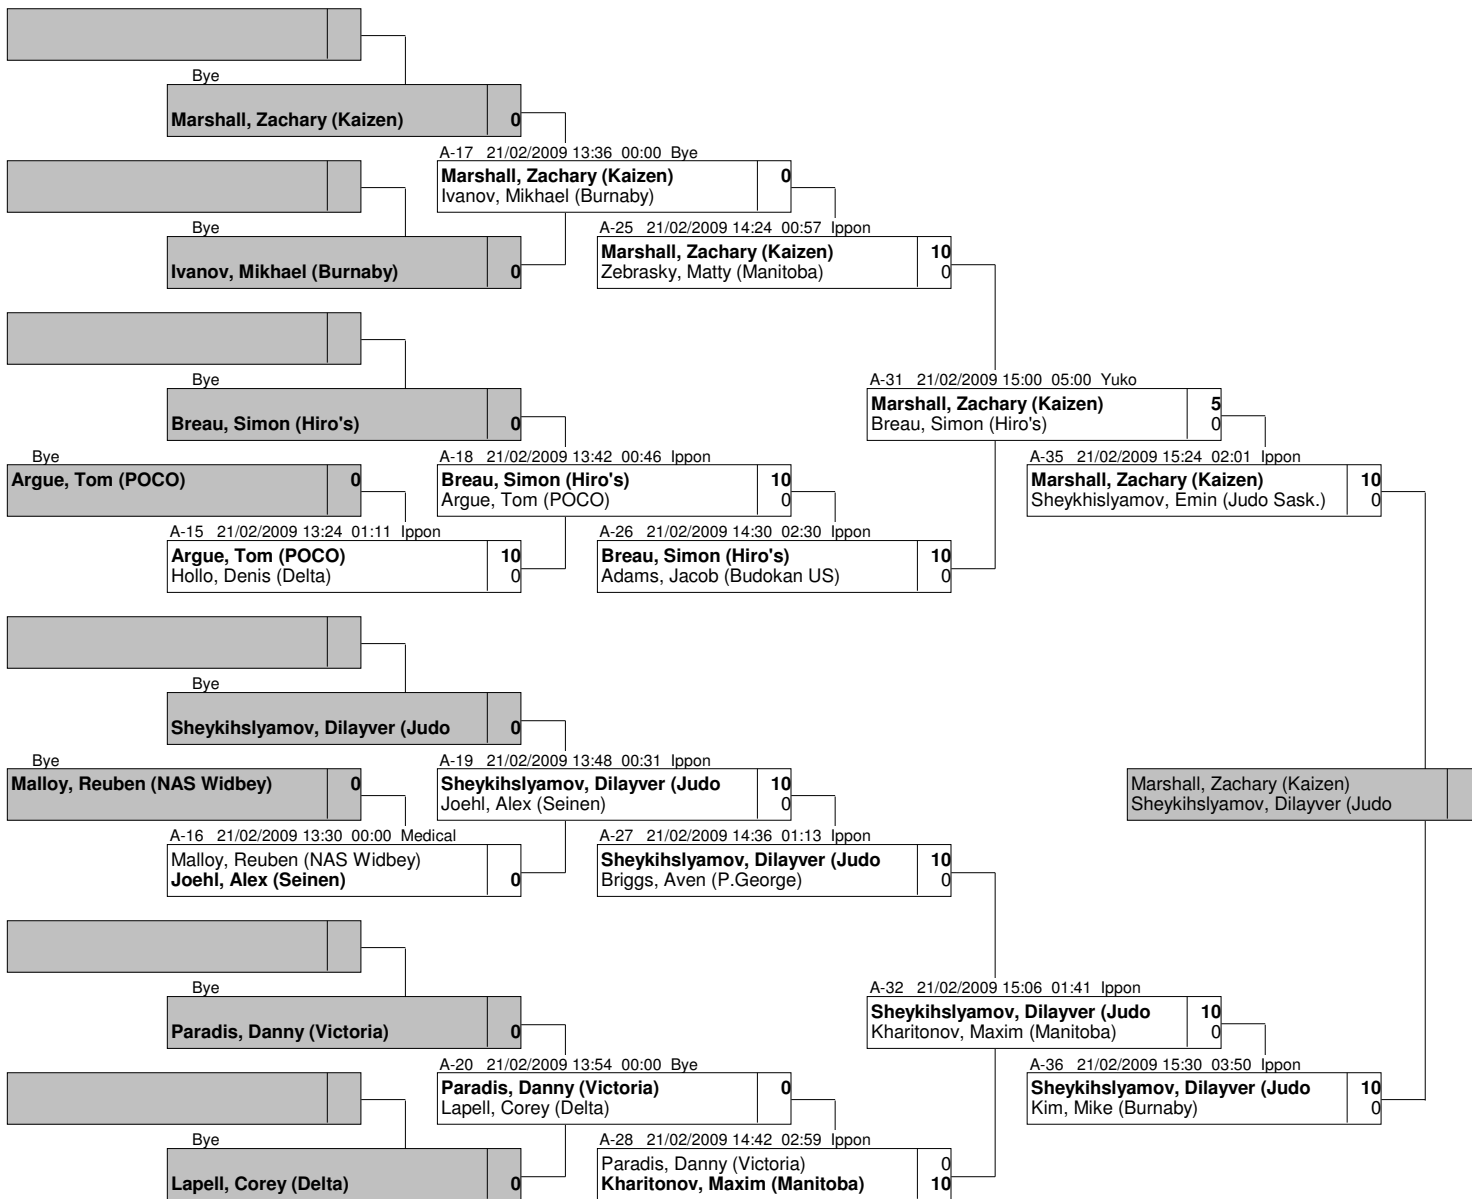 Bye
Marshall, Zachary (Kaizen) 0
A-17 21/02/2009 13:36 00:00 Bye
Marshall, Zachary (Kaizen) 0
Ivanov, Mikhael (Burnaby)
Bye
Ivanov, Mikhael (Burnaby) 0
A-25 21/02/2009 14:24 00:57 Ippon
Marshall, Zachary (Kaizen) 10
Zebrasky, Matty (Manitoba) 0
Bye
Breau, Simon (Hiro's) 0
A-31 21/02/2009 15:00 05:00 Yuko
Marshall, Zachary (Kaizen) 5
Breau, Simon (Hiro's) 0
Bye
Argue, Tom (POCO) 0
A-18 21/02/2009 13:42 00:46 Ippon
Breau, Simon (Hiro's) 10
Argue, Tom (POCO) 0
A-35 21/02/2009 15:24 02:01 Ippon
Marshall, Zachary (Kaizen) 10
Sheykhislyamov, Emin (Judo Sask.) 0
A-15 21/02/2009 13:24 01:11 Ippon
Argue, Tom (POCO) 10
Hollo, Denis (Delta) 0
A-26 21/02/2009 14:30 02:30 Ippon
Breau, Simon (Hiro's) 10
Adams, Jacob (Budokan US) 0
Bye
Sheykihslyamov, Dilayver (Judo 0
Bye
Malloy, Reuben (NAS Widbey) 0
A-19 21/02/2009 13:48 00:31 Ippon
Sheykihslyamov, Dilayver (Judo 10
Joehl, Alex (Seinen) 0
Marshall, Zachary (Kaizen)
Sheykihslyamov, Dilayver (Judo
A-16 21/02/2009 13:30 00:00 Medical
Malloy, Reuben (NAS Widbey)
Joehl, Alex (Seinen) 0
A-27 21/02/2009 14:36 01:13 Ippon
Sheykihslyamov, Dilayver (Judo 10
Briggs, Aven (P.George) 0
Bye
Paradis, Danny (Victoria) 0
A-32 21/02/2009 15:06 01:41 Ippon
Sheykihslyamov, Dilayver (Judo 10
Kharitonov, Maxim (Manitoba) 0
A-20 21/02/2009 13:54 00:00 Bye
Paradis, Danny (Victoria) 0
Lapell, Corey (Delta)
A-36 21/02/2009 15:30 03:50 Ippon
Sheykihslyamov, Dilayver (Judo 10
Kim, Mike (Burnaby) 0
Bye
Lapell, Corey (Delta) 0
A-28 21/02/2009 14:42 02:59 Ippon
Paradis, Danny (Victoria) 0
Kharitonov, Maxim (Manitoba) 10